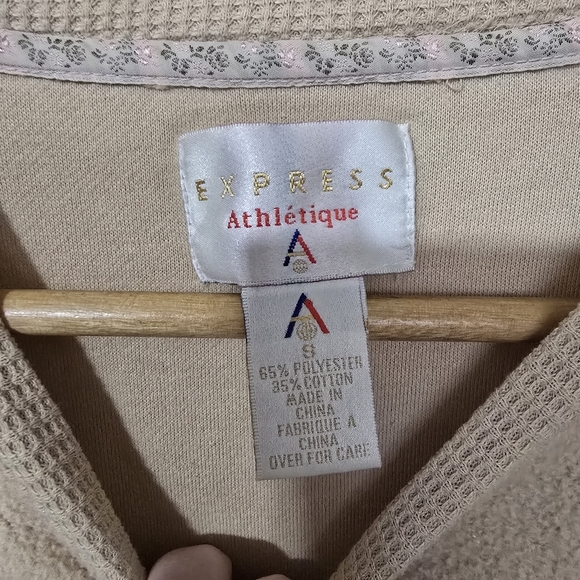 EXPRESS
Athlétique
A
A
S
65% POLYESTER
35% COTTON
MADE IN
CHINA
FABRIQUE A
CHINA
OVER FOR CARE